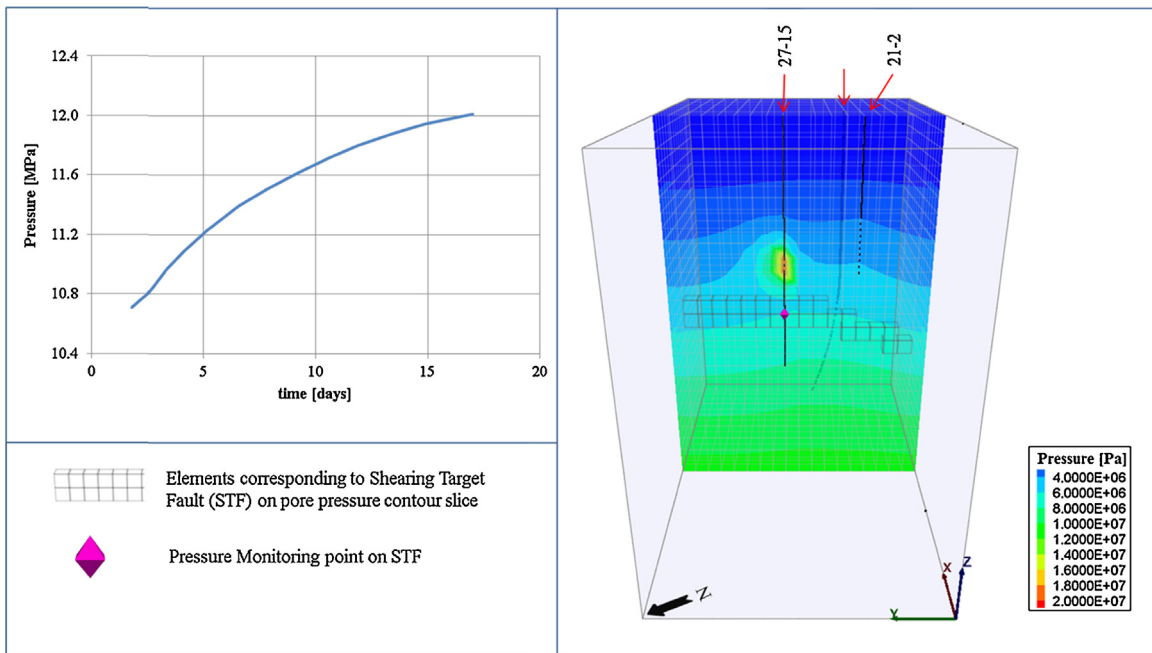 12.4
12.0
11.6
11.2
10.8
10.4
Pressure [MPa]
0
5
10
15
20
time [days]
Elements corresponding to Shearing Target
Fault (STF) on pore pressure contour slice
Pressure Monitoring point on STF
27-15
21-2
Pressure [Pa]
4.0000E+06
6.0000E+06
8.0000E+06
1.0000E+07
1.2000E+07
1.4000E+07
1.6000E+07
1.8000E+07
2.0000E+07
N
X
Z
Y